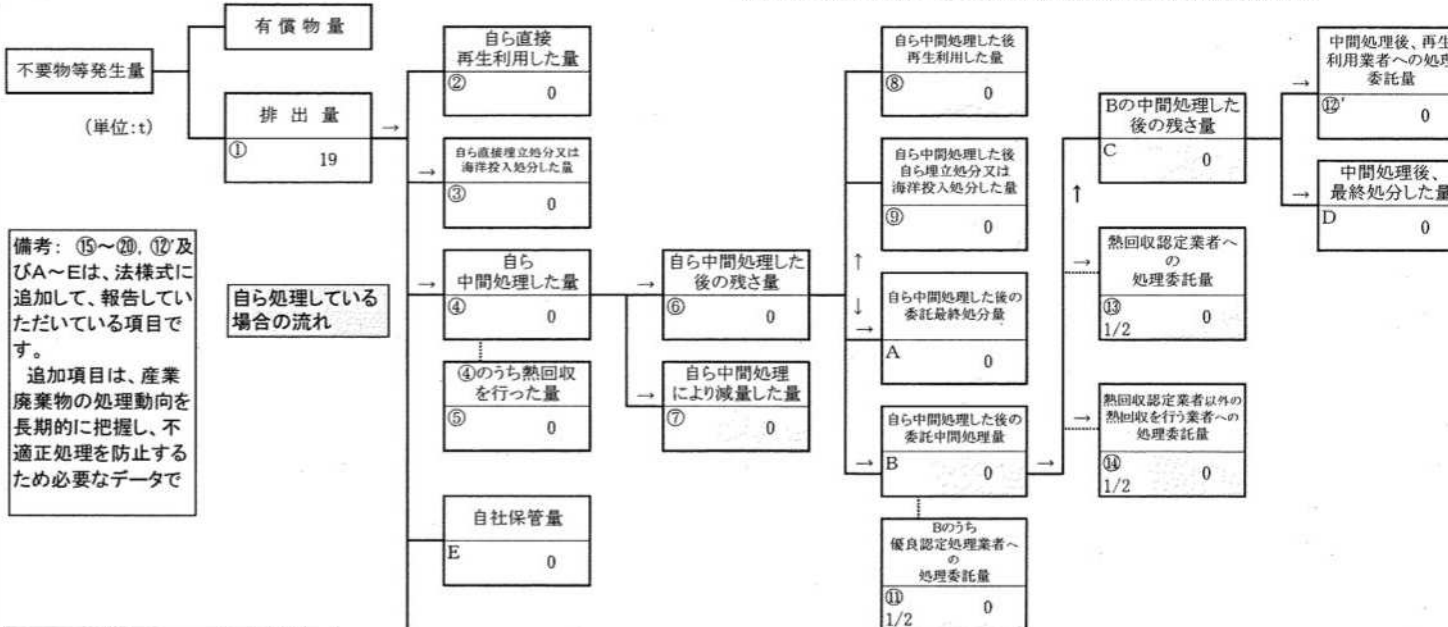 不要物等発生量
(単位:t)
有償物量
排出量
→
①
19
備考: ⑮～⑳, ⑫'及
びA～Eは、法様式に
追加して、報告してい
ただいている項目で
す。
追加項目は、産業
廃棄物の処理動向を
長期的に把握し、不
適正処理を防止する
ため必要なデータで
自ら処理している
場合の流れ
自ら直接
再生利用した量
②
0
→
自ら直接埋立処分又は
海洋投入処分した量
③
0
→
自ら
中間処理した量
④
0
④のうち熱回収
を行った量
⑤
0
自社保管量
E
0
→
自ら中間処理した
後の残さ量
⑥
0
→
自ら中間処理
により減量した量
⑦
0
自ら中間処理した後
再生利用した量
⑧
0
自ら中間処理した後
自ら埋立処分又は
海洋投入処分した量
⑨
0
↑
↓
→
自ら中間処理した後の
委託最終処分量
A
0
→
自ら中間処理した後の
委託中間処理量
B
0
→
Bのうち
優良認定処理業者へ
の
処理委託量
⑪
1/2
0
Bの中間処理した
後の残さ量
C
0
↑
→
熱回収認定業者へ
の
処理委託量
⑬
1/2
0
→
熱回収認定業者以外の
熱回収を行う業者への
処理委託量
⑭
1/2
0
→
中間処理後、再生
利用業者への処理
委託量
⑫'
0
→
中間処理後、
最終処分した量
D
0